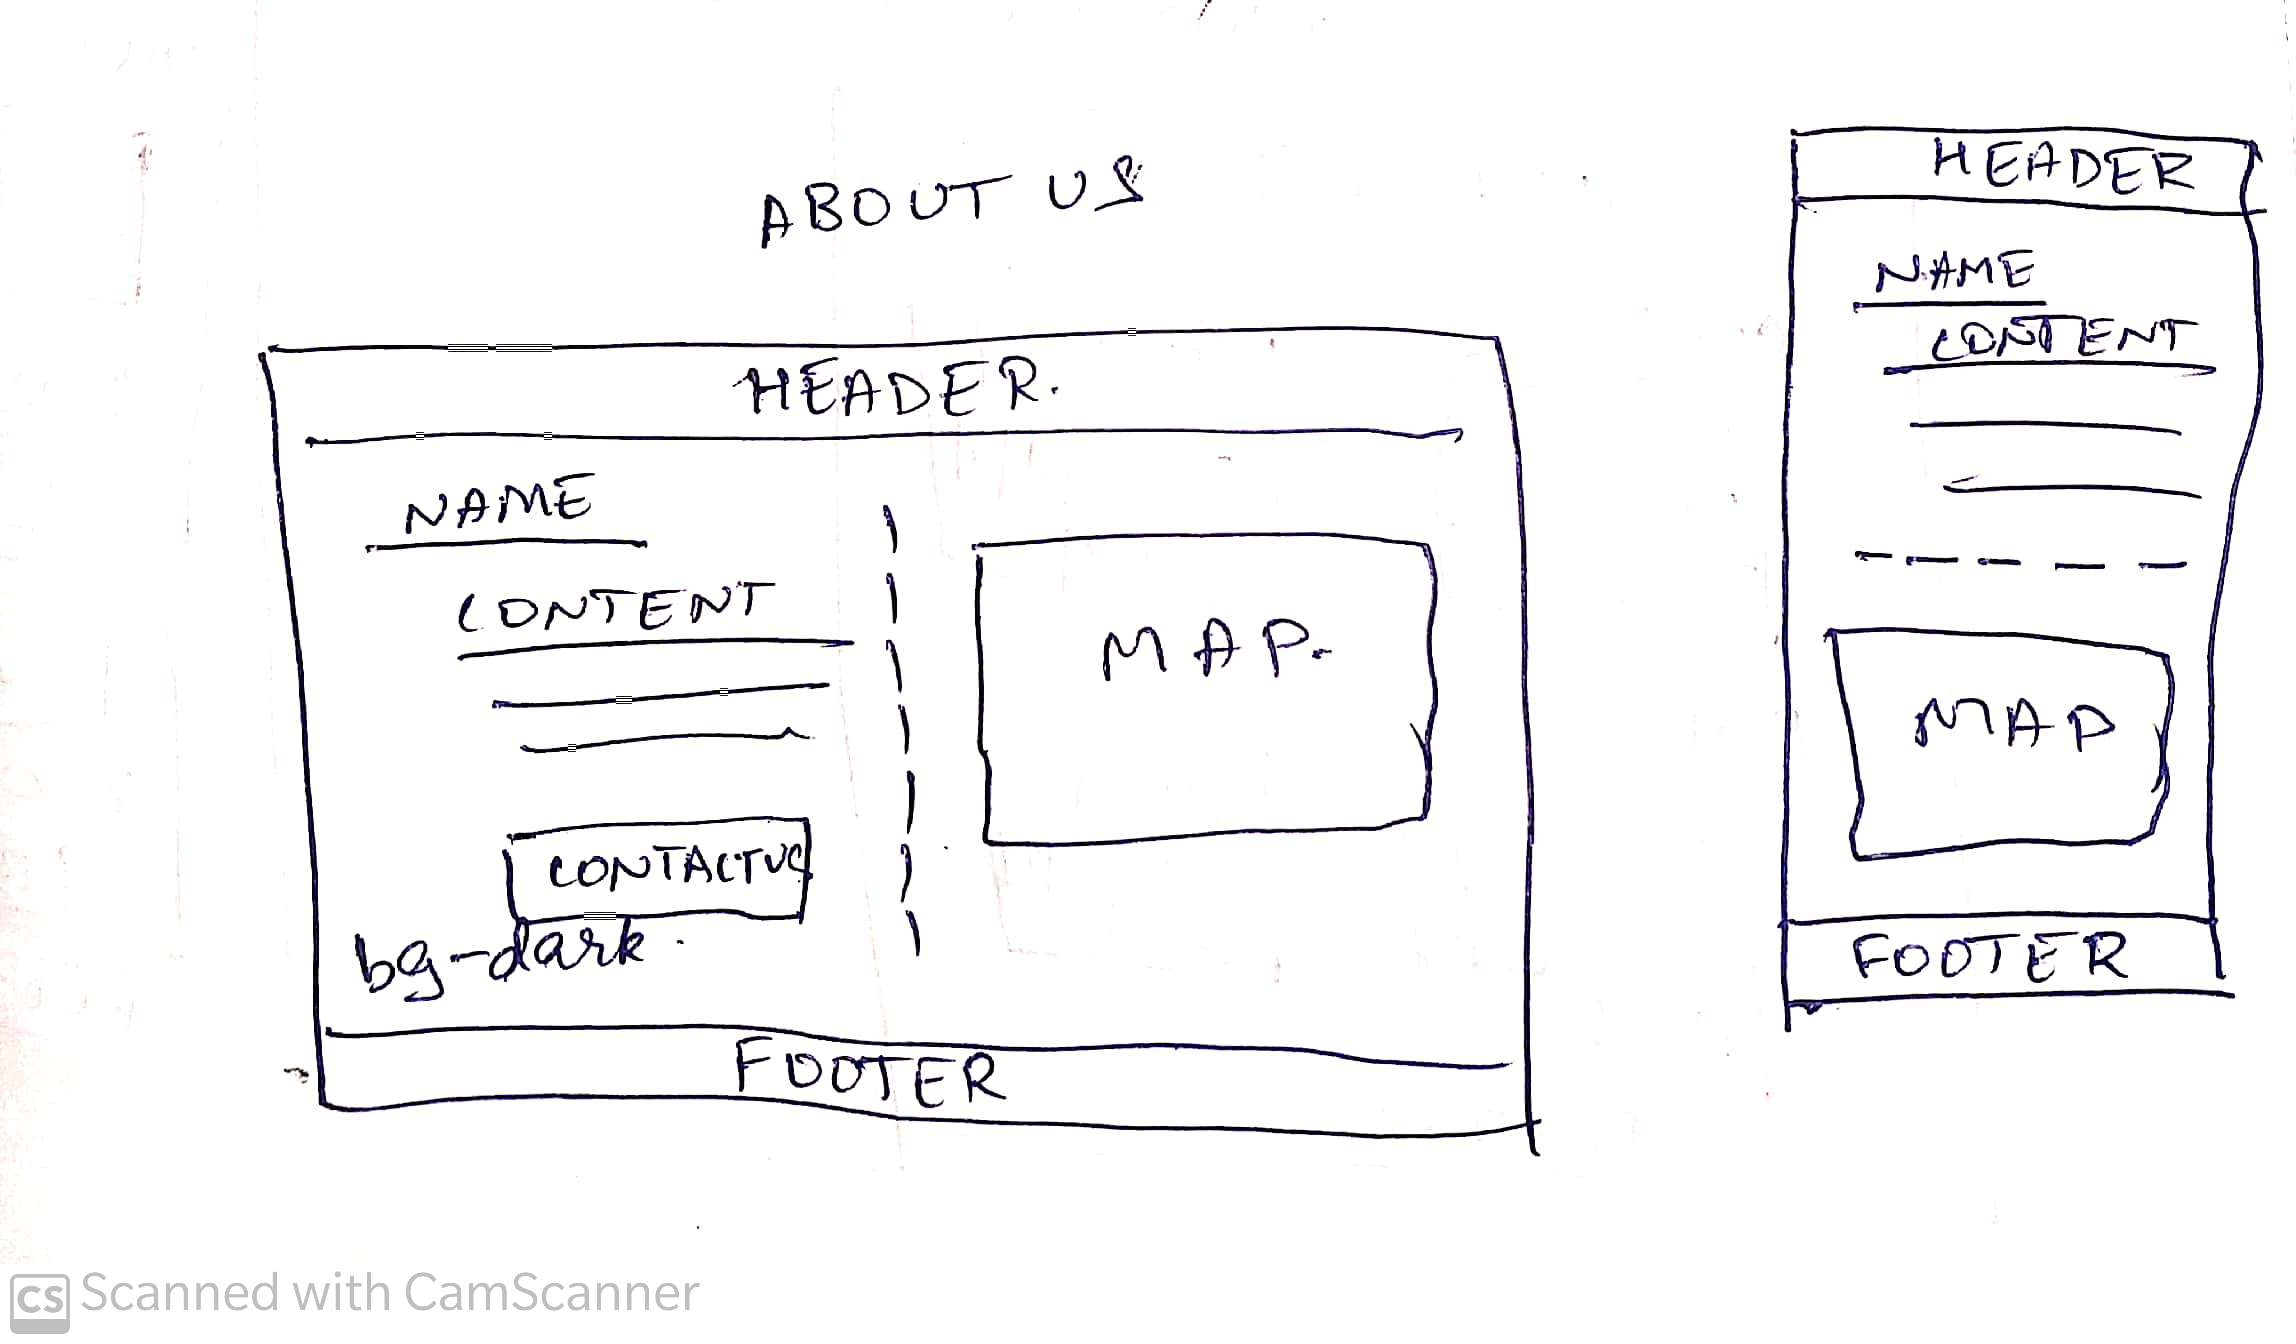 ABOUT US
HEADER.
NAME
CONTENT
MAP.
CONTACTUS
bg-dark.
FOOTER
HEADER
NAME
CONTENT
MAP
FOOTER
CS Scanned with CamScanner